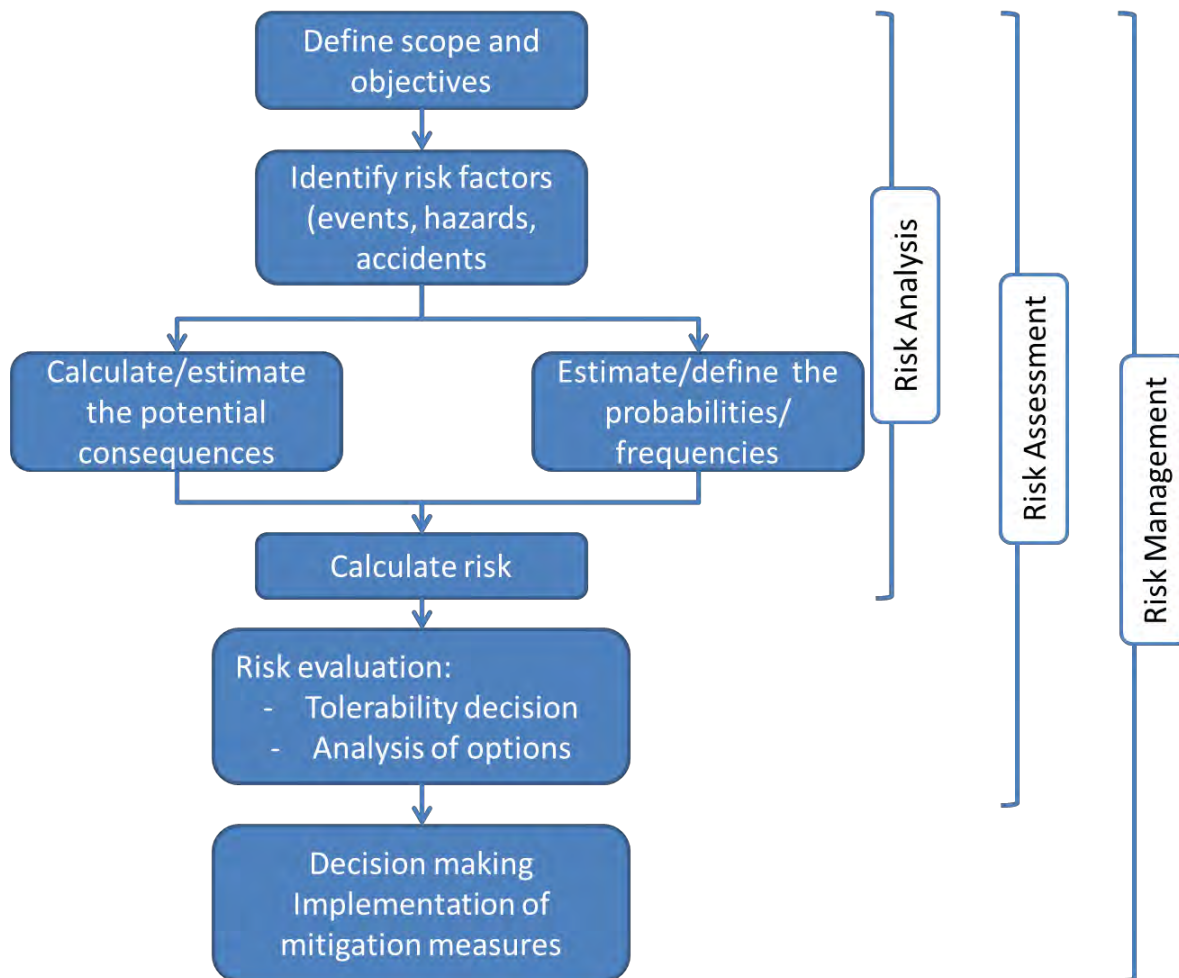 Define scope and
objectives
Identify risk factors
(events, hazards,
accidents
Calculate/estimate
the potential
consequences
Estimate/define the
probabilities/
frequencies
Calculate risk
Risk evaluation:
- Tolerability decision
- Analysis of options
Decision making
Implementation of
mitigation measures
Risk Analysis
Risk Assessment
Risk Management